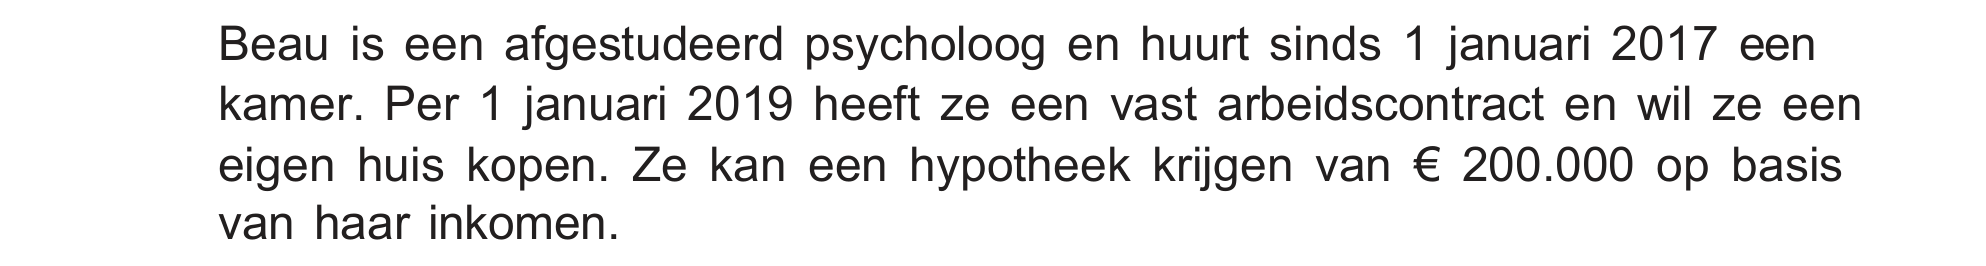 Beau is een afgestudeerd psycholoog en huurt sinds 1 januari 2017 een
kamer. Per 1 januari 2019 heeft ze een vast arbeidscontract en wil ze een
eigen huis kopen. Ze kan een hypotheek krijgen van € 200.000 op basis
van haar inkomen.